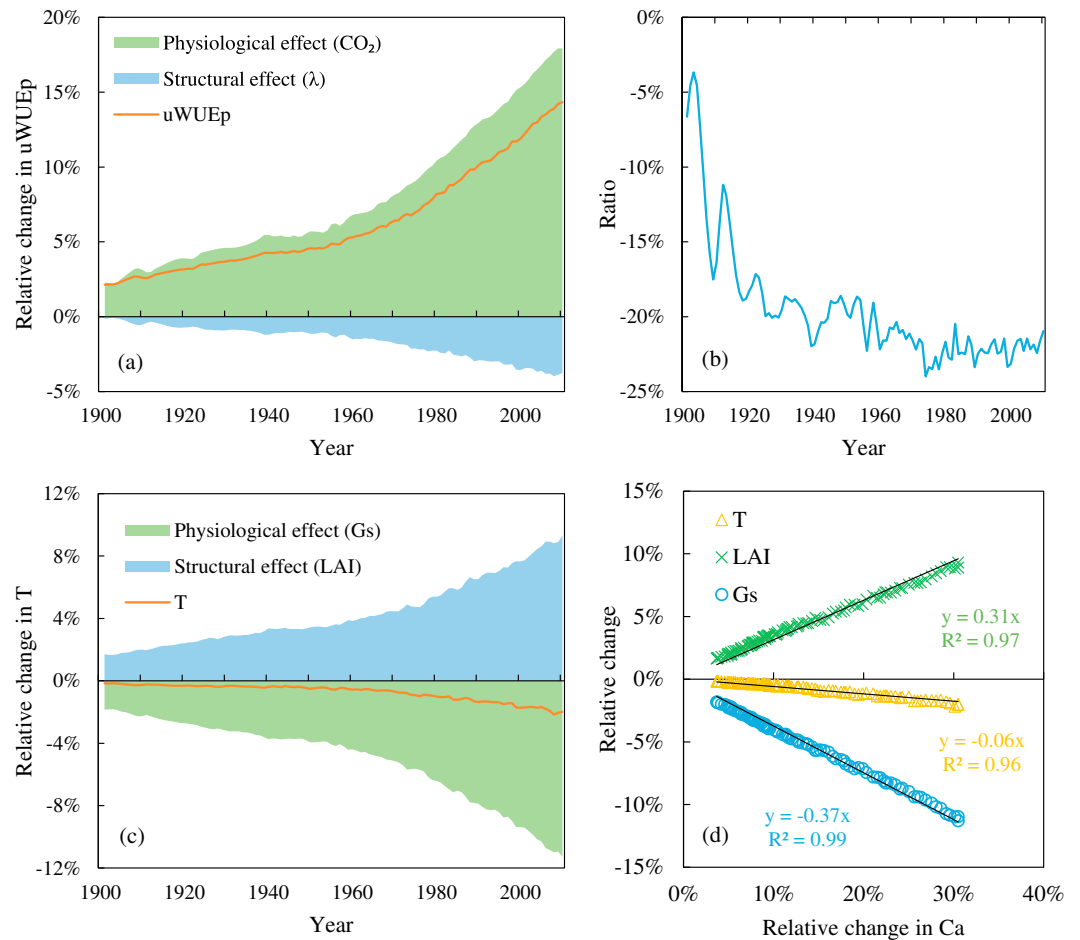 20%
15%
10%
5%
0%
-5%
Relative change in uWUEp
Physiological effect (CO₂)
Structural effect (λ)
uWUEp
(a)
1900 1920 1940 1960 1980 2000
Year
0%
-5%
-10%
-15%
-20%
-25%
Ratio
(b)
1900 1920 1940 1960 1980 2000
Year
12%
8%
4%
0%
-4%
-8%
-12%
Relative change in T
Physiological effect (Gs)
Structural effect (LAI)
T
(c)
1900 1920 1940 1960 1980 2000
Year
15%
10%
5%
0%
-5%
-10%
-15%
Relative change
T
LAI
Gs
y = 0.31x
R² = 0.97
y = -0.06x
R² = 0.96
y = -0.37x
R² = 0.99
(d)
0% 10% 20% 30% 40%
Relative change in Ca